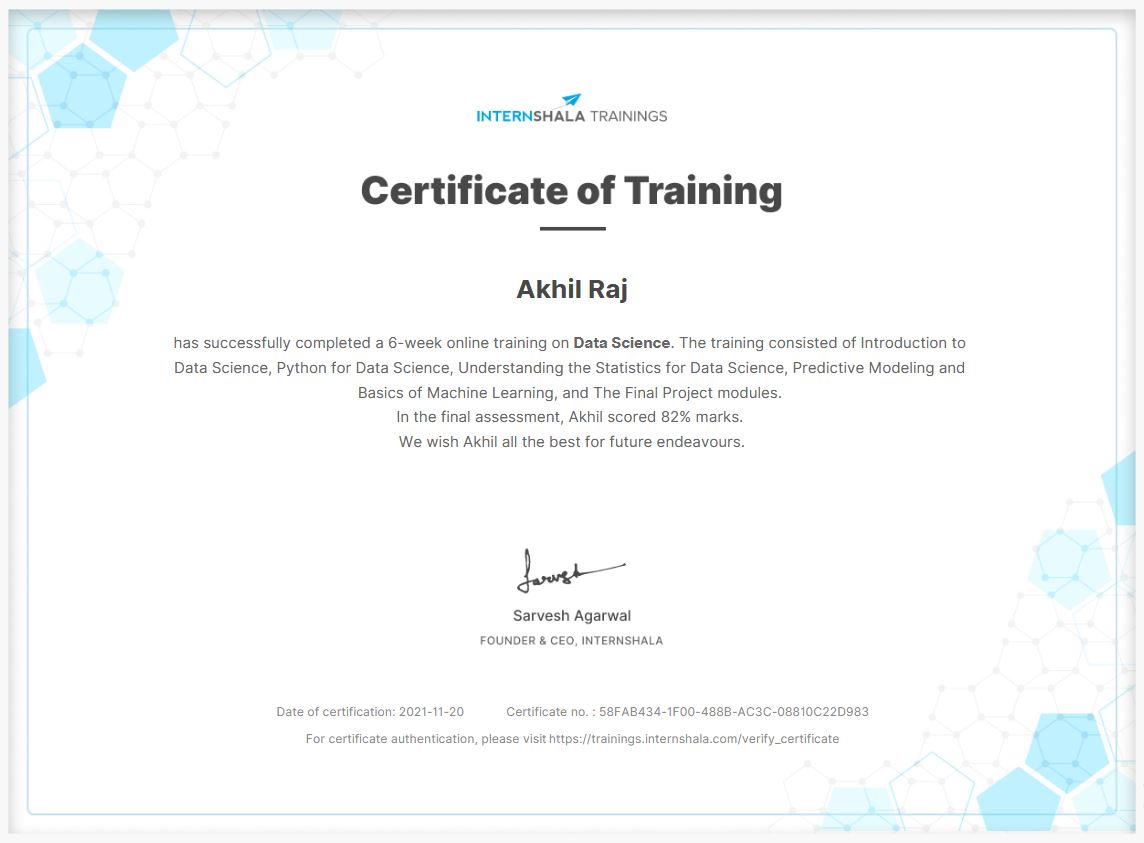 INTERNSHALA TRAININGS
Certificate of Training
Akhil Raj
has successfully completed a 6-week online training on Data Science. The training consisted of Introduction to
Data Science, Python for Data Science, Understanding the Statistics for Data Science, Predictive Modeling and
Basics of Machine Learning, and The Final Project modules.
In the final assessment, Akhil scored 82% marks.
We wish Akhil all the best for future endeavours.
Sarvesh
Sarvesh Agarwal
FOUNDER & CEO, INTERNSHALA
Date of certification: 2021-11-20 Certificate no. : 58FAB434-1F00-488B-AC3C-08810C22D983
For certificate authentication, please visit https://trainings.internshala.com/verify_certificate